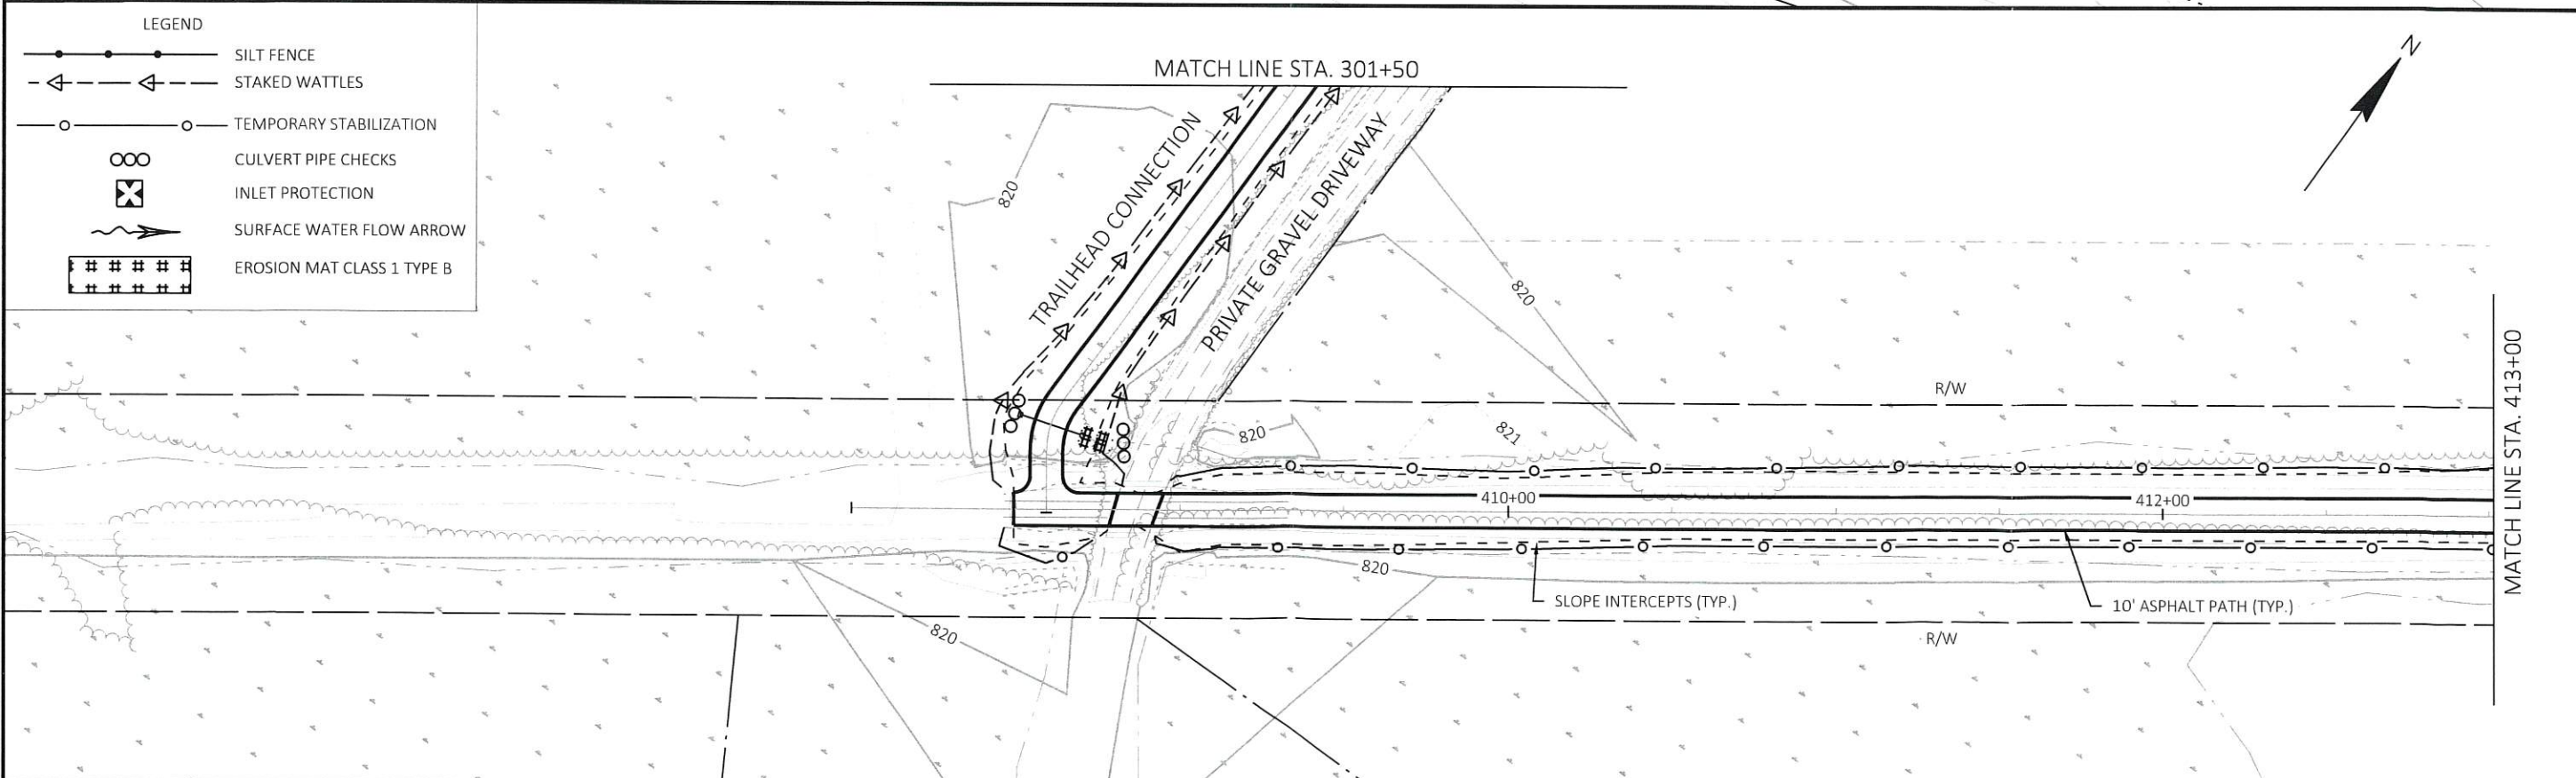 LEGEND
SILT FENCE
STAKED WATTLES
TEMPORARY STABILIZATION
CULVERT PIPE CHECKS
INLET PROTECTION
SURFACE WATER FLOW ARROW
EROSION MAT CLASS 1 TYPE B
MATCH LINE STA. 301+50
N
TRAILHEAD CONNECTION
PRIVATE GRAVEL DRIVEWAY
820
820
R/W
820
821
410+00
412+00
MATCH LINE STA. 413+00
820
SLOPE INTERCEPTS (TYP.)
10' ASPHALT PATH (TYP.)
820
R/W